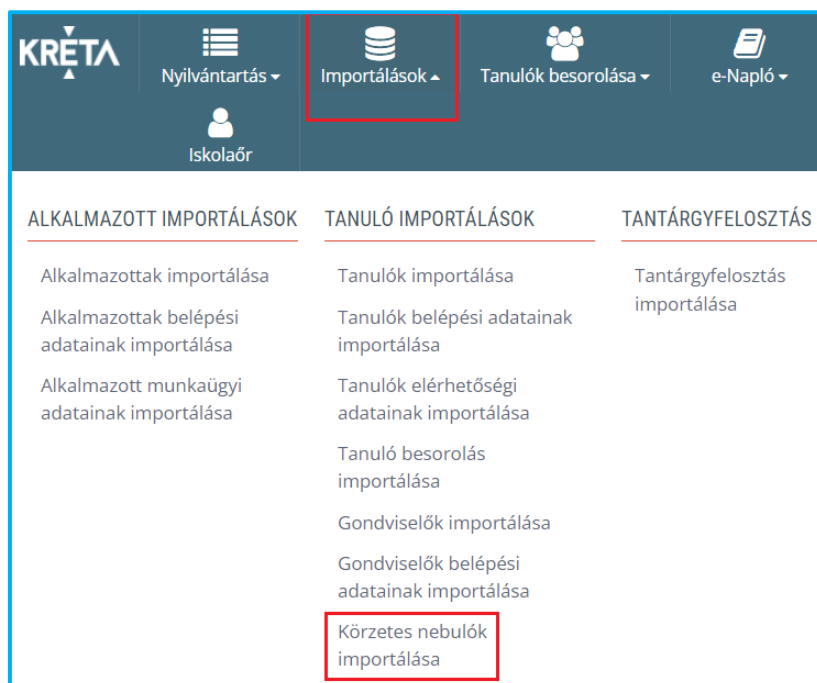 KRÉTA
Nyilvántartás
Importálások
Tanulók besorolása
e-Napló
Iskolaőr
ALKALMAZOTT IMPORTÁLÁSOK
Alkalmazottak importálása
Alkalmazottak belépési
adatainak importálása
Alkalmazott munkaügyi
adatainak importálása
TANULÓ IMPORTÁLÁSOK
Tanulók importálása
Tanulók belépési adatainak
importálása
Tanulók elérhetőségi
adatainak importálása
Tanuló besorolás
importálása
Gondviselők importálása
Gondviselők belépési
adatainak importálása
Körzetes nebulók
importálása
TANTÁRGYFELOSZTÁS
Tantárgyfelosztás
importálása